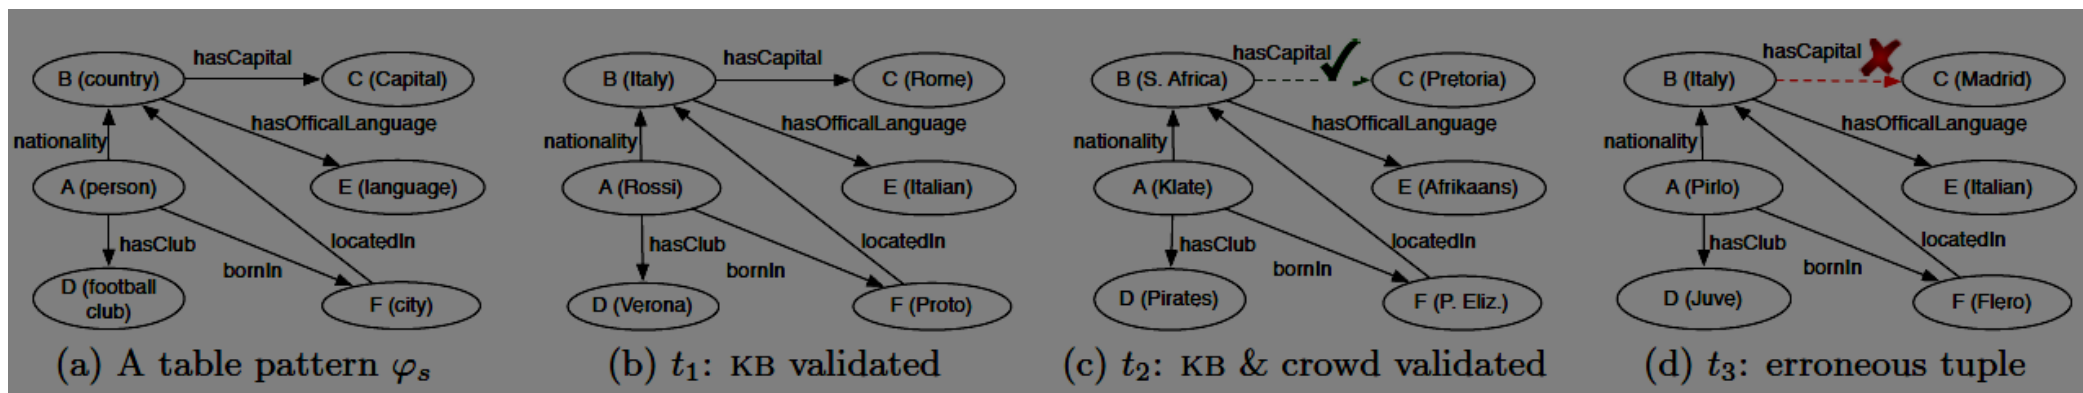 hasCapital
B (country)
C (Capital)
hasOfficalLanguage
nationality
A (person)
E (language)
hasClub
locatedIn
bornIn
D (football
club)
F (city)
(a) A table pattern φs
hasCapital
B (Italy)
C (Rome)
hasOfficalLanguage
nationality
A (Rossi)
E (Italian)
hasClub
locatedIn
bornIn
D (Verona)
F (Proto)
(b) t1: KB validated
hasCapital
B (S. Africa)
C (Pretoria)
hasOfficalLanguage
nationality
A (Klate)
E (Afrikaans)
hasClub
locatedIn
bornIn
D (Pirates)
F (P. Eliz.)
(c) t2: KB & crowd validated
hasCapital
B (Italy)
C (Madrid)
hasOfficalLanguage
nationality
A (Pirlo)
E (Italian)
hasClub
locatedIn
bornIn
D (Juve)
F (Flero)
(d) t3: erroneous tuple